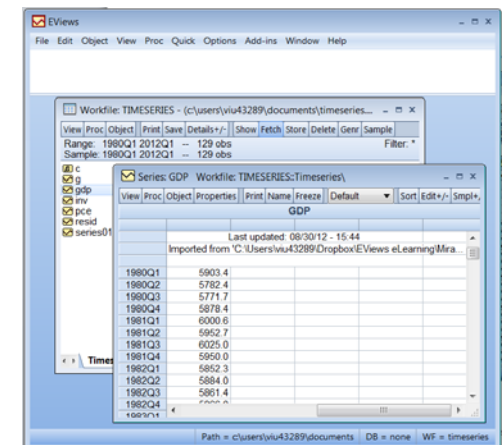 EViews
File Edit Object View Proc Quick Options Add-ins Window Help
Workfile: TIMESERIES - (c:\users\viu43289\documents\timeseries...
View Proc Object Print Save Details+/- Show Fetch Store Delete Genr Sample
Range: 1980Q1 2012Q1 -- 129 obs Filter: *
Sample: 1980Q1 2012Q1 -- 129 obs
c
g
gdp
inv
pce
resid
series01
Times
Series: GDP Workfile: TIMESERIES::Timeseries\
View Proc Object Properties Print Name Freeze Default Sort Edit+/- Smpl+
GDP
Last updated: 08/30/12 - 15:44
Imported from 'C:\Users\viu43289\Dropbox\EViews eLearning\Mira...
1980Q1 5903.4
1980Q2 5782.4
1980Q3 5771.7
1980Q4 5878.4
1981Q1 6000.6
1981Q2 5952.7
1981Q3 6025.0
1981Q4 5950.0
1982Q1 5852.3
1982Q2 5884.0
1982Q3 5861.4
1982Q4
1983Q1
Path = c:\users\viu43289\documents DB = none WF = timeseries